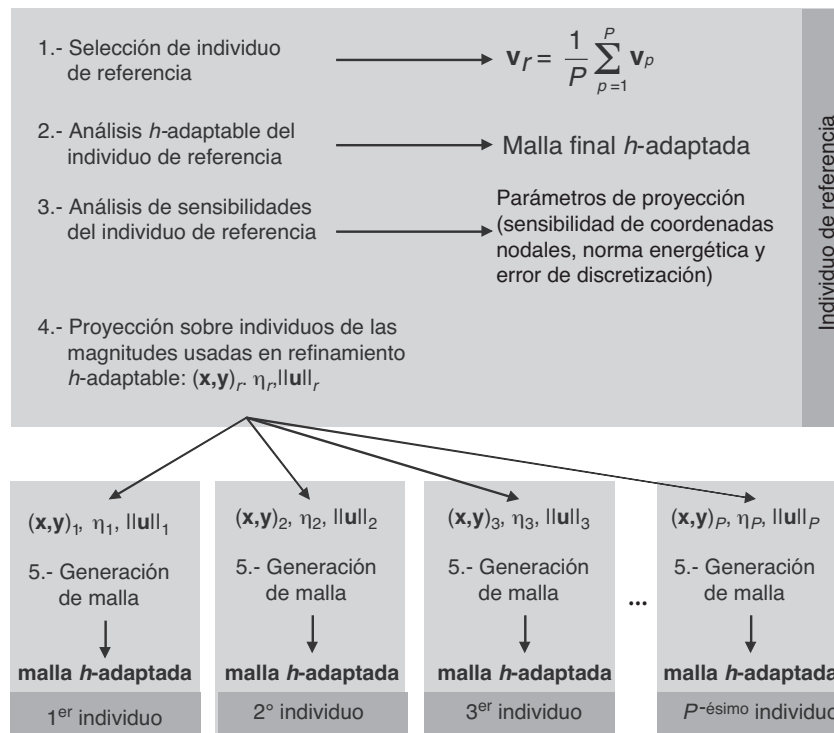 1.- Selección de individuo
de referencia
v_r = 1/P ∑_{p=1}^{P} v_p
2.- Análisis h-adaptable del
individuo de referencia
Malla final h-adaptada
3.- Análisis de sensibilidades
del individuo de referencia
Parámetros de proyección
(sensibilidad de coordenadas
nodales, norma energética y
error de discretización)
4.- Proyección sobre individuos de las
magnitudes usadas en refinamiento
h-adaptable: (x,y)_r. η_r,||u||_r
Individuo de referencia
(x,y)_1, η_1, ||u||_1
5.- Generación
de malla
malla h-adaptada
1er individuo
(x,y)_2, η_2, ||u||_2
5.- Generación
de malla
malla h-adaptada
2° individuo
(x,y)_3, η_3, ||u||_3
5.- Generación
de malla
malla h-adaptada
3er individuo
...
(x,y)_P, η_P, ||u||_P
5.- Generación
de malla
malla h-adaptada
P-ésimo individuo